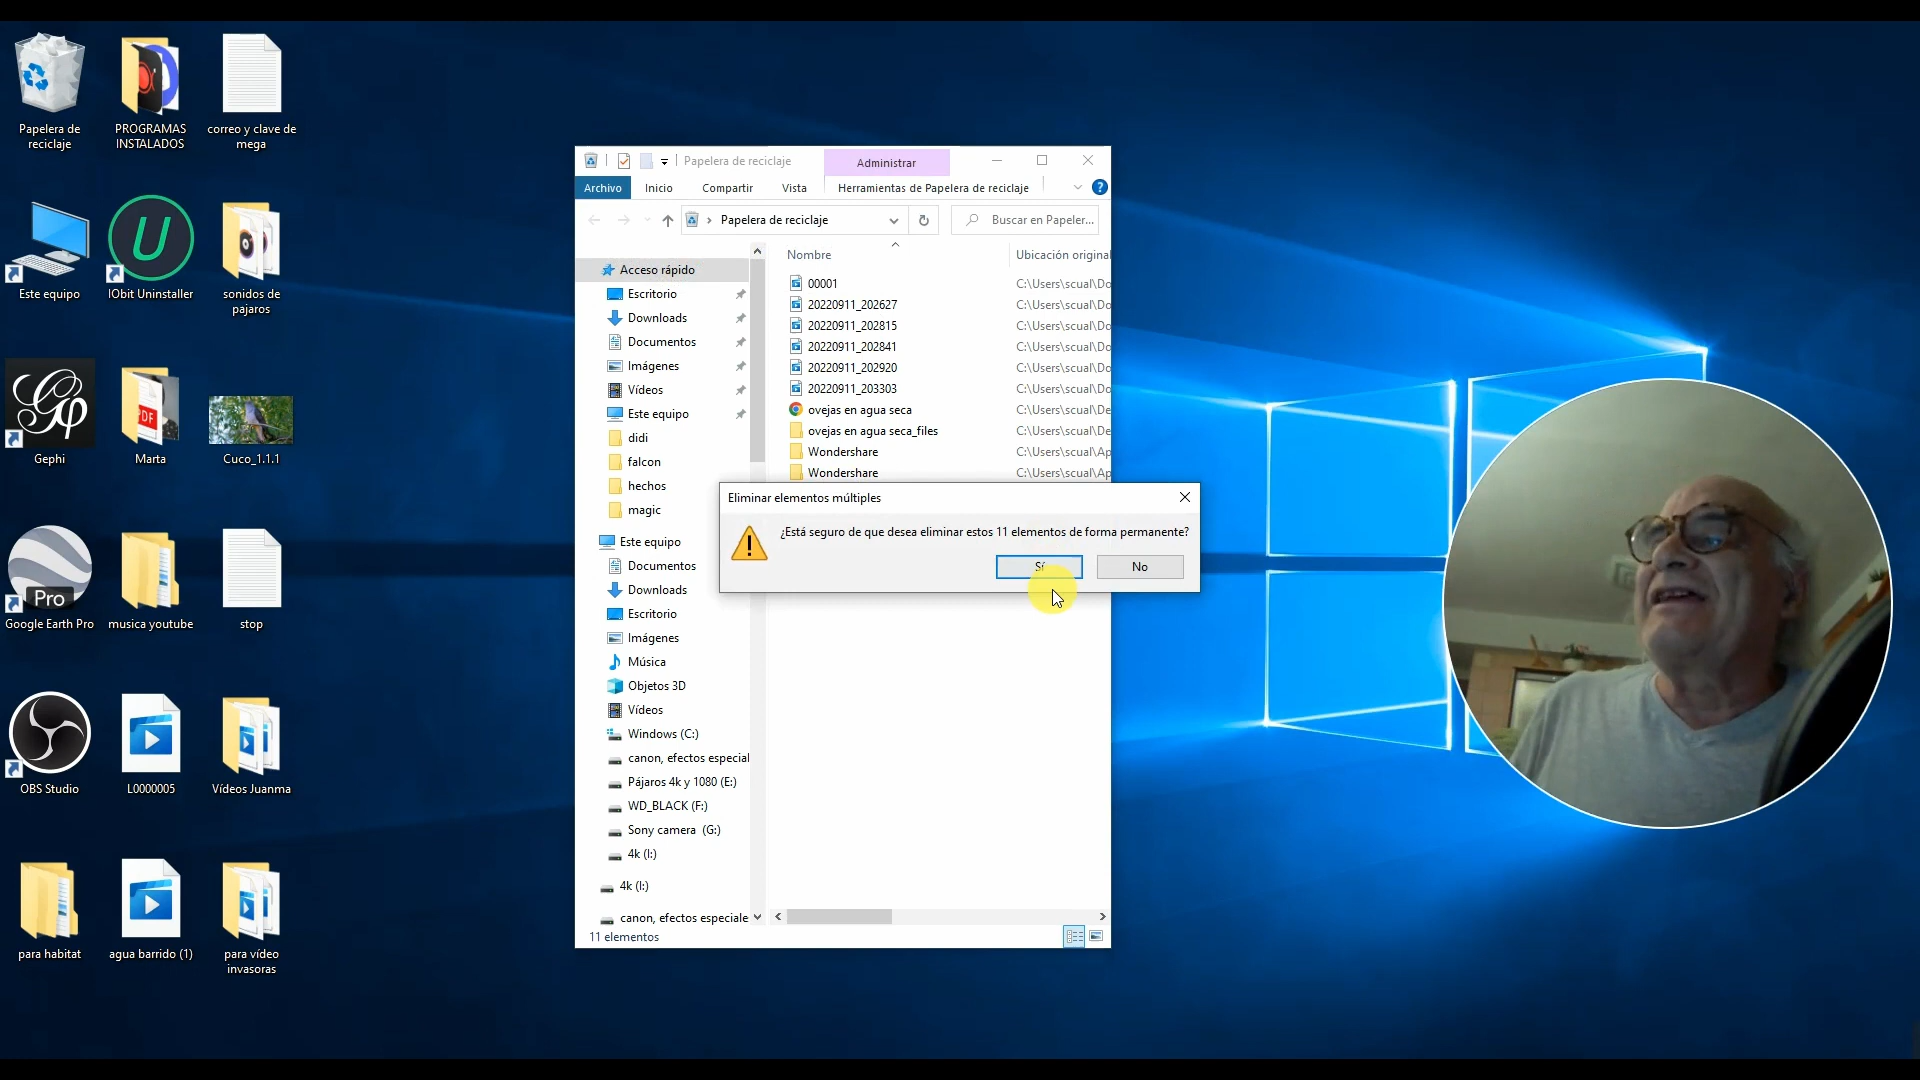 Papelera de
reciclaje
PROGRAMAS
INSTALADOS
correo y clave de
mega
Este equipo
U
IObit Uninstaller
sonidos de
pajaros
Gephi
PDF
Marta
Cuco_1.1.1
Pro
Google Earth Pro
musica youtube
stop
OBS Studio
L0000005
Vídeos Juanma
para habitat
agua barrido (1)
para vídeo
invasoras
Papelera de reciclaje
Administrar
Archivo
Inicio
Compartir
Vista
Herramientas de Papelera de reciclaje
?
Papelera de reciclaje
Buscar en Papeler...
Acceso rápido
Escritorio
Downloads
Documentos
Imágenes
Vídeos
Este equipo
didi
falcon
hechos
magic
Este equipo
Documentos
Downloads
Escritorio
Imágenes
Música
Objetos 3D
Vídeos
Windows (C:)
canon, efectos especial
Pájaros 4k y 1080 (E:)
WD_BLACK (F:)
Sony camera (G:)
4k (I:)
4k (I:)
canon, efectos especiale
Nombre Ubicación original
00001 C:\Users\scual\Do
20220911_202627 C:\Users\scual\Do
20220911_202815 C:\Users\scual\Do
20220911_202841 C:\Users\scual\Do
20220911_202920 C:\Users\scual\Do
20220911_203303 C:\Users\scual\Do
ovejas en agua seca C:\Users\scual\De
ovejas en agua seca_files C:\Users\scual\De
Wondershare C:\Users\scual\Ap
Wondershare C:\Users\scual\Ap
Eliminar elementos múltiples
¿Está seguro de que desea eliminar estos 11 elementos de forma permanente?
Sí
No
11 elementos